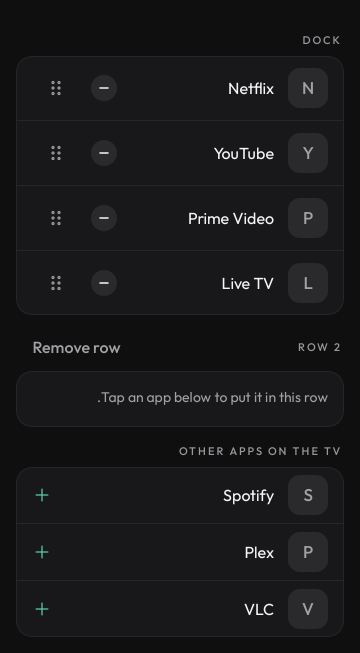 DOCK
N Netflix
Y YouTube
P Prime Video
L Live TV
ROW 2 Remove row
.Tap an app below to put it in this row
OTHER APPS ON THE TV
S Spotify
P Plex
V VLC